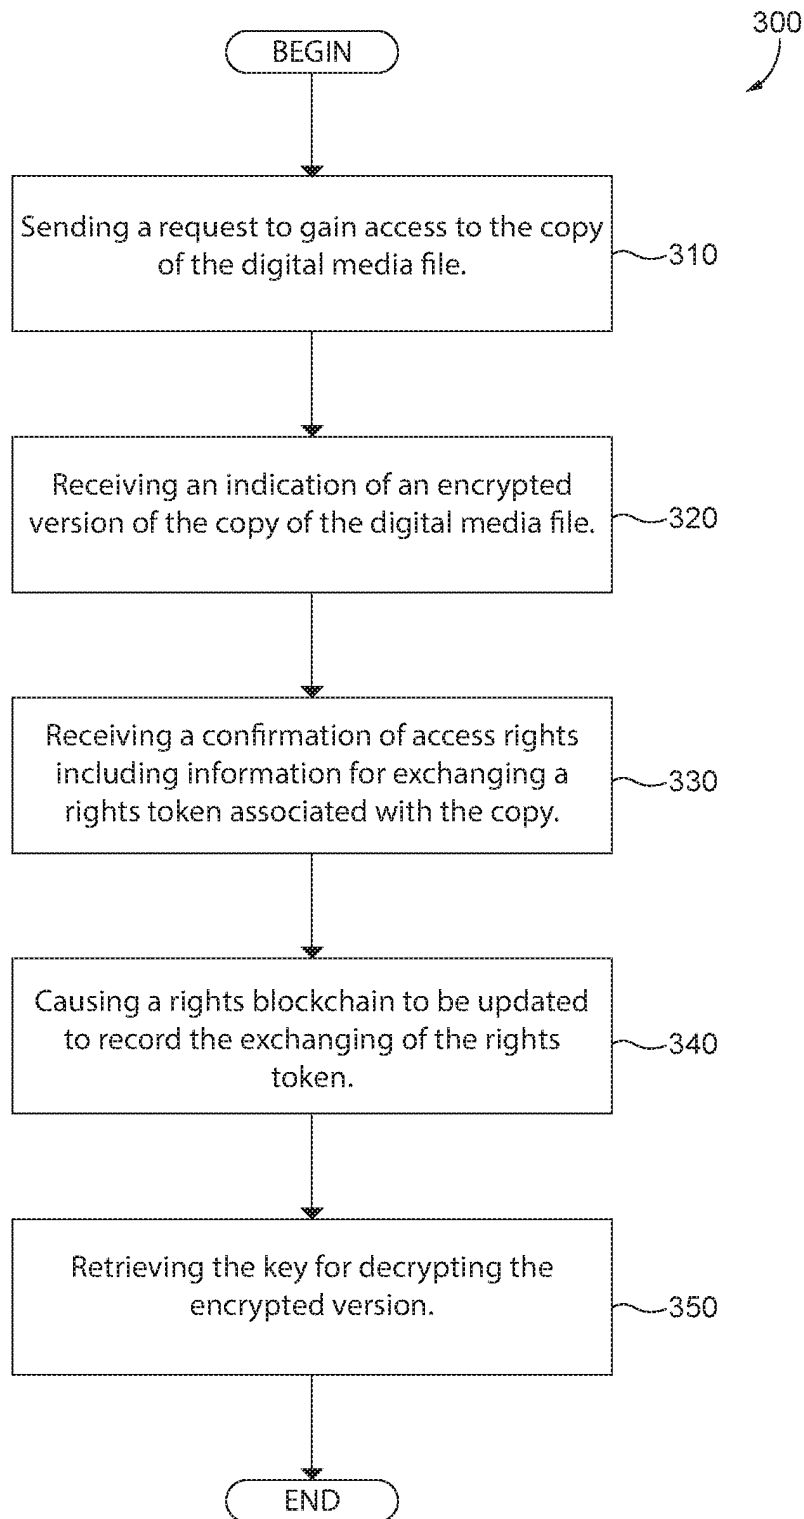 300
BEGIN
Sending a request to gain access to the copy
of the digital media file.
310
Receiving an indication of an encrypted
version of the copy of the digital media file.
320
Receiving a confirmation of access rights
including information for exchanging a
rights token associated with the copy.
330
Causing a rights blockchain to be updated
to record the exchanging of the rights
token.
340
Retrieving the key for decrypting the
encrypted version.
350
END